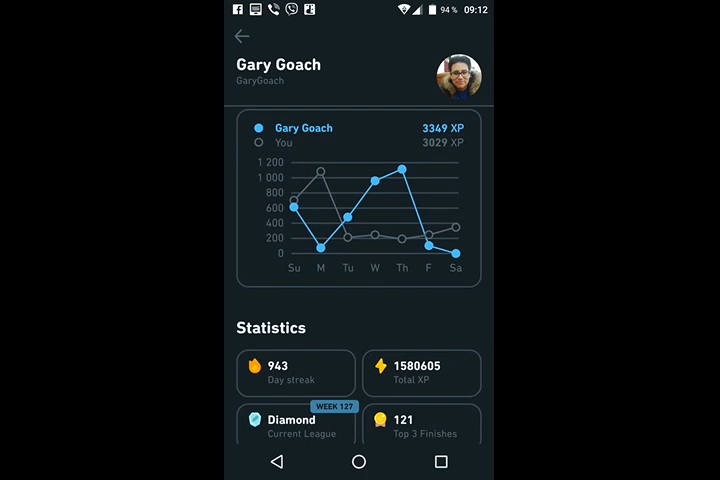 94 % 09:12
Gary Goach
GaryGoach
Gary Goach 3349 XP
You 3029 XP
1 200
1 000
800
600
400
200
0
Su M Tu W Th F Sa
Statistics
943
Day streak
1580605
Total XP
WEEK 127
Diamond
Current League
121
Top 3 Finishes